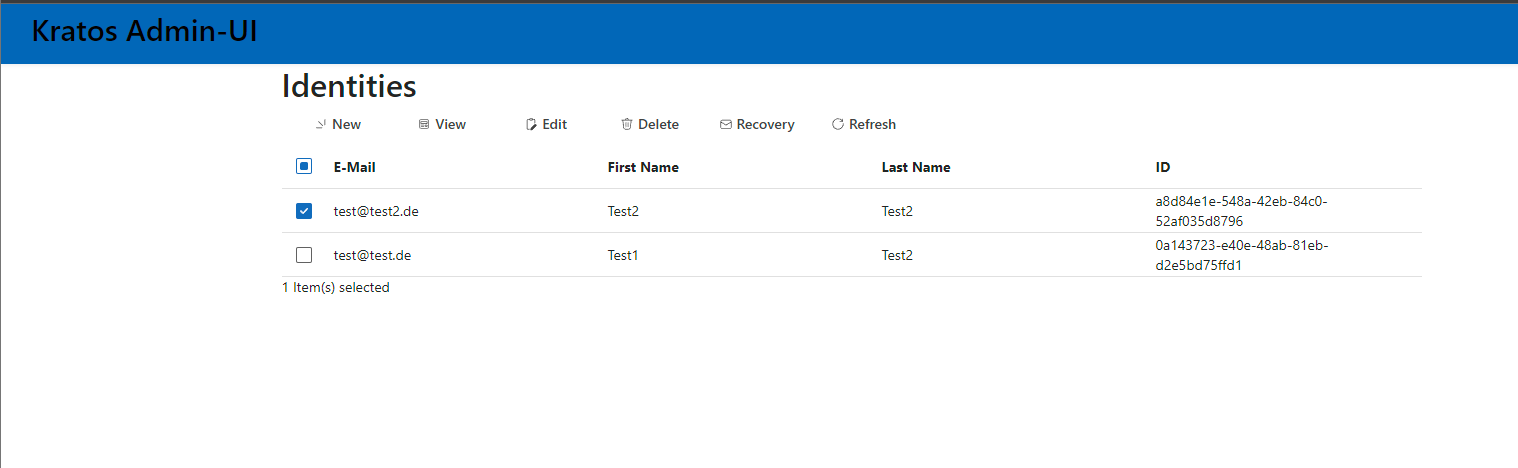 Kratos Admin-UI
Identities
New View Edit Delete Recovery Refresh
E-Mail First Name Last Name ID
test@test2.de Test2 Test2 a8d84e1e-548a-42eb-84c0-
52af035d8796
test@test.de Test1 Test2 0a143723-e40e-48ab-81eb-
d2e5bd75ffd1
1 Item(s) selected